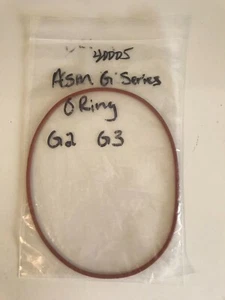 40005
Asm G Series
O Ring
G2 G3